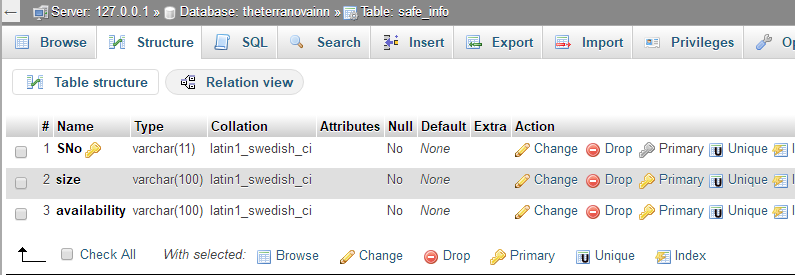 Server: 127.0.0.1 » Database: theterranovainn » Table: safe_info
Browse Structure SQL Search Insert Export Import Privileges Op
Table structure Relation view
# Name Type Collation Attributes Null Default Extra Action
1 SNo varchar(11) latin1_swedish_ci No None Change Drop Primary Unique I
2 size varchar(100) latin1_swedish_ci No None Change Drop Primary Unique I
3 availability varchar(100) latin1_swedish_ci No None Change Drop Primary Unique I
Check All With selected: Browse Change Drop Primary Unique Index